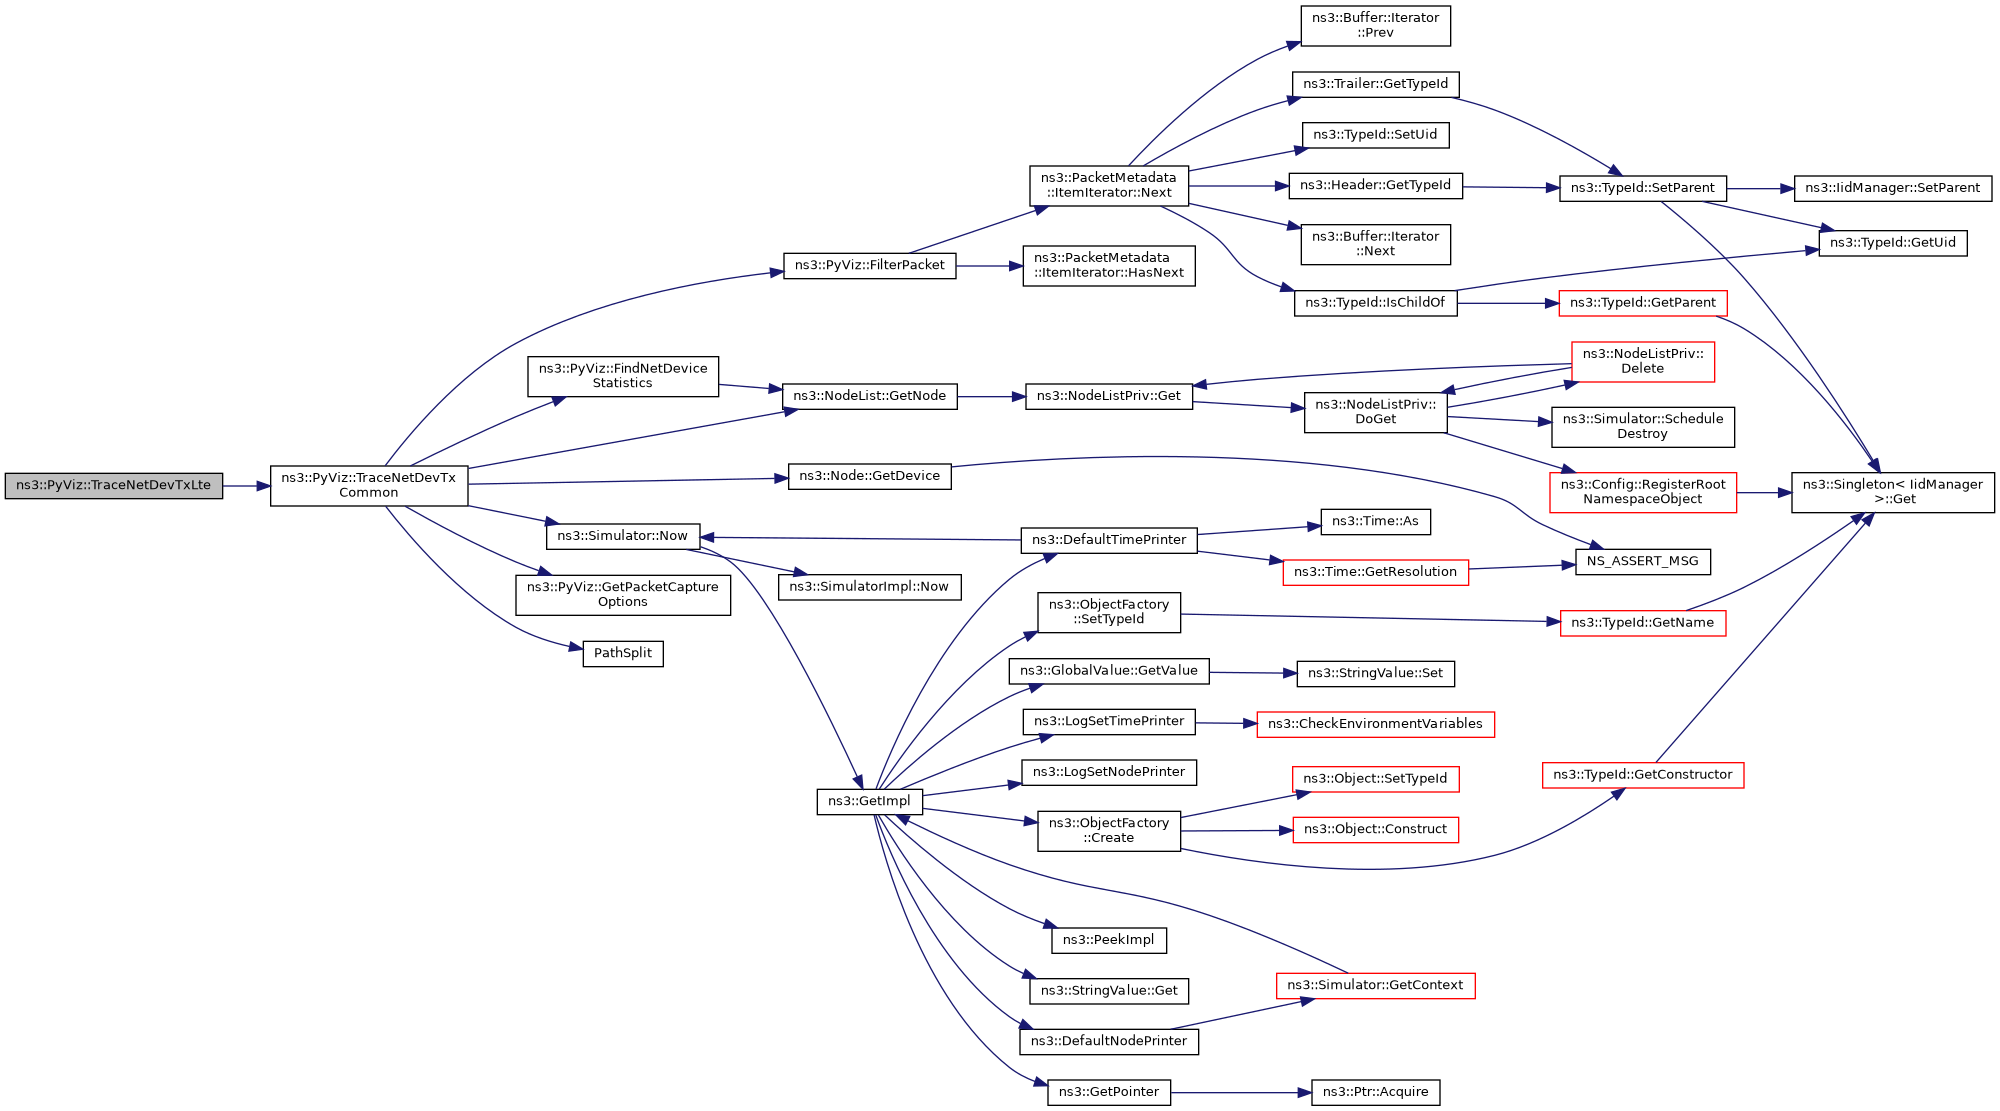 ns3::PyViz::TraceNetDevTxLte
ns3::PyViz::TraceNetDevTx
Common
ns3::PyViz::FilterPacket
ns3::PyViz::FindNetDevice
Statistics
ns3::NodeList::GetNode
ns3::Node::GetDevice
ns3::Simulator::Now
ns3::SimulatorImpl::Now
ns3::PyViz::GetPacketCapture
Options
PathSplit
ns3::GetImpl
ns3::PacketMetadata
::ItemIterator::Next
ns3::PacketMetadata
::ItemIterator::HasNext
ns3::NodeListPriv::Get
ns3::DefaultTimePrinter
ns3::ObjectFactory
::SetTypeId
ns3::GlobalValue::GetValue
ns3::LogSetTimePrinter
ns3::LogSetNodePrinter
ns3::ObjectFactory
::Create
ns3::PeekImpl
ns3::StringValue::Get
ns3::DefaultNodePrinter
ns3::GetPointer
ns3::Buffer::Iterator
::Prev
ns3::Trailer::GetTypeId
ns3::TypeId::SetUid
ns3::Header::GetTypeId
ns3::Buffer::Iterator
::Next
ns3::TypeId::IsChildOf
ns3::NodeListPriv::
DoGet
ns3::Time::As
ns3::Time::GetResolution
ns3::StringValue::Set
ns3::CheckEnvironmentVariables
ns3::Object::SetTypeId
ns3::Object::Construct
ns3::Simulator::GetContext
ns3::Ptr::Acquire
ns3::TypeId::SetParent
ns3::TypeId::GetParent
ns3::NodeListPriv::
Delete
ns3::Simulator::Schedule
Destroy
ns3::Config::RegisterRoot
NamespaceObject
NS_ASSERT_MSG
ns3::TypeId::GetName
ns3::TypeId::GetConstructor
ns3::IidManager::SetParent
ns3::TypeId::GetUid
ns3::Singleton< IidManager
>::Get